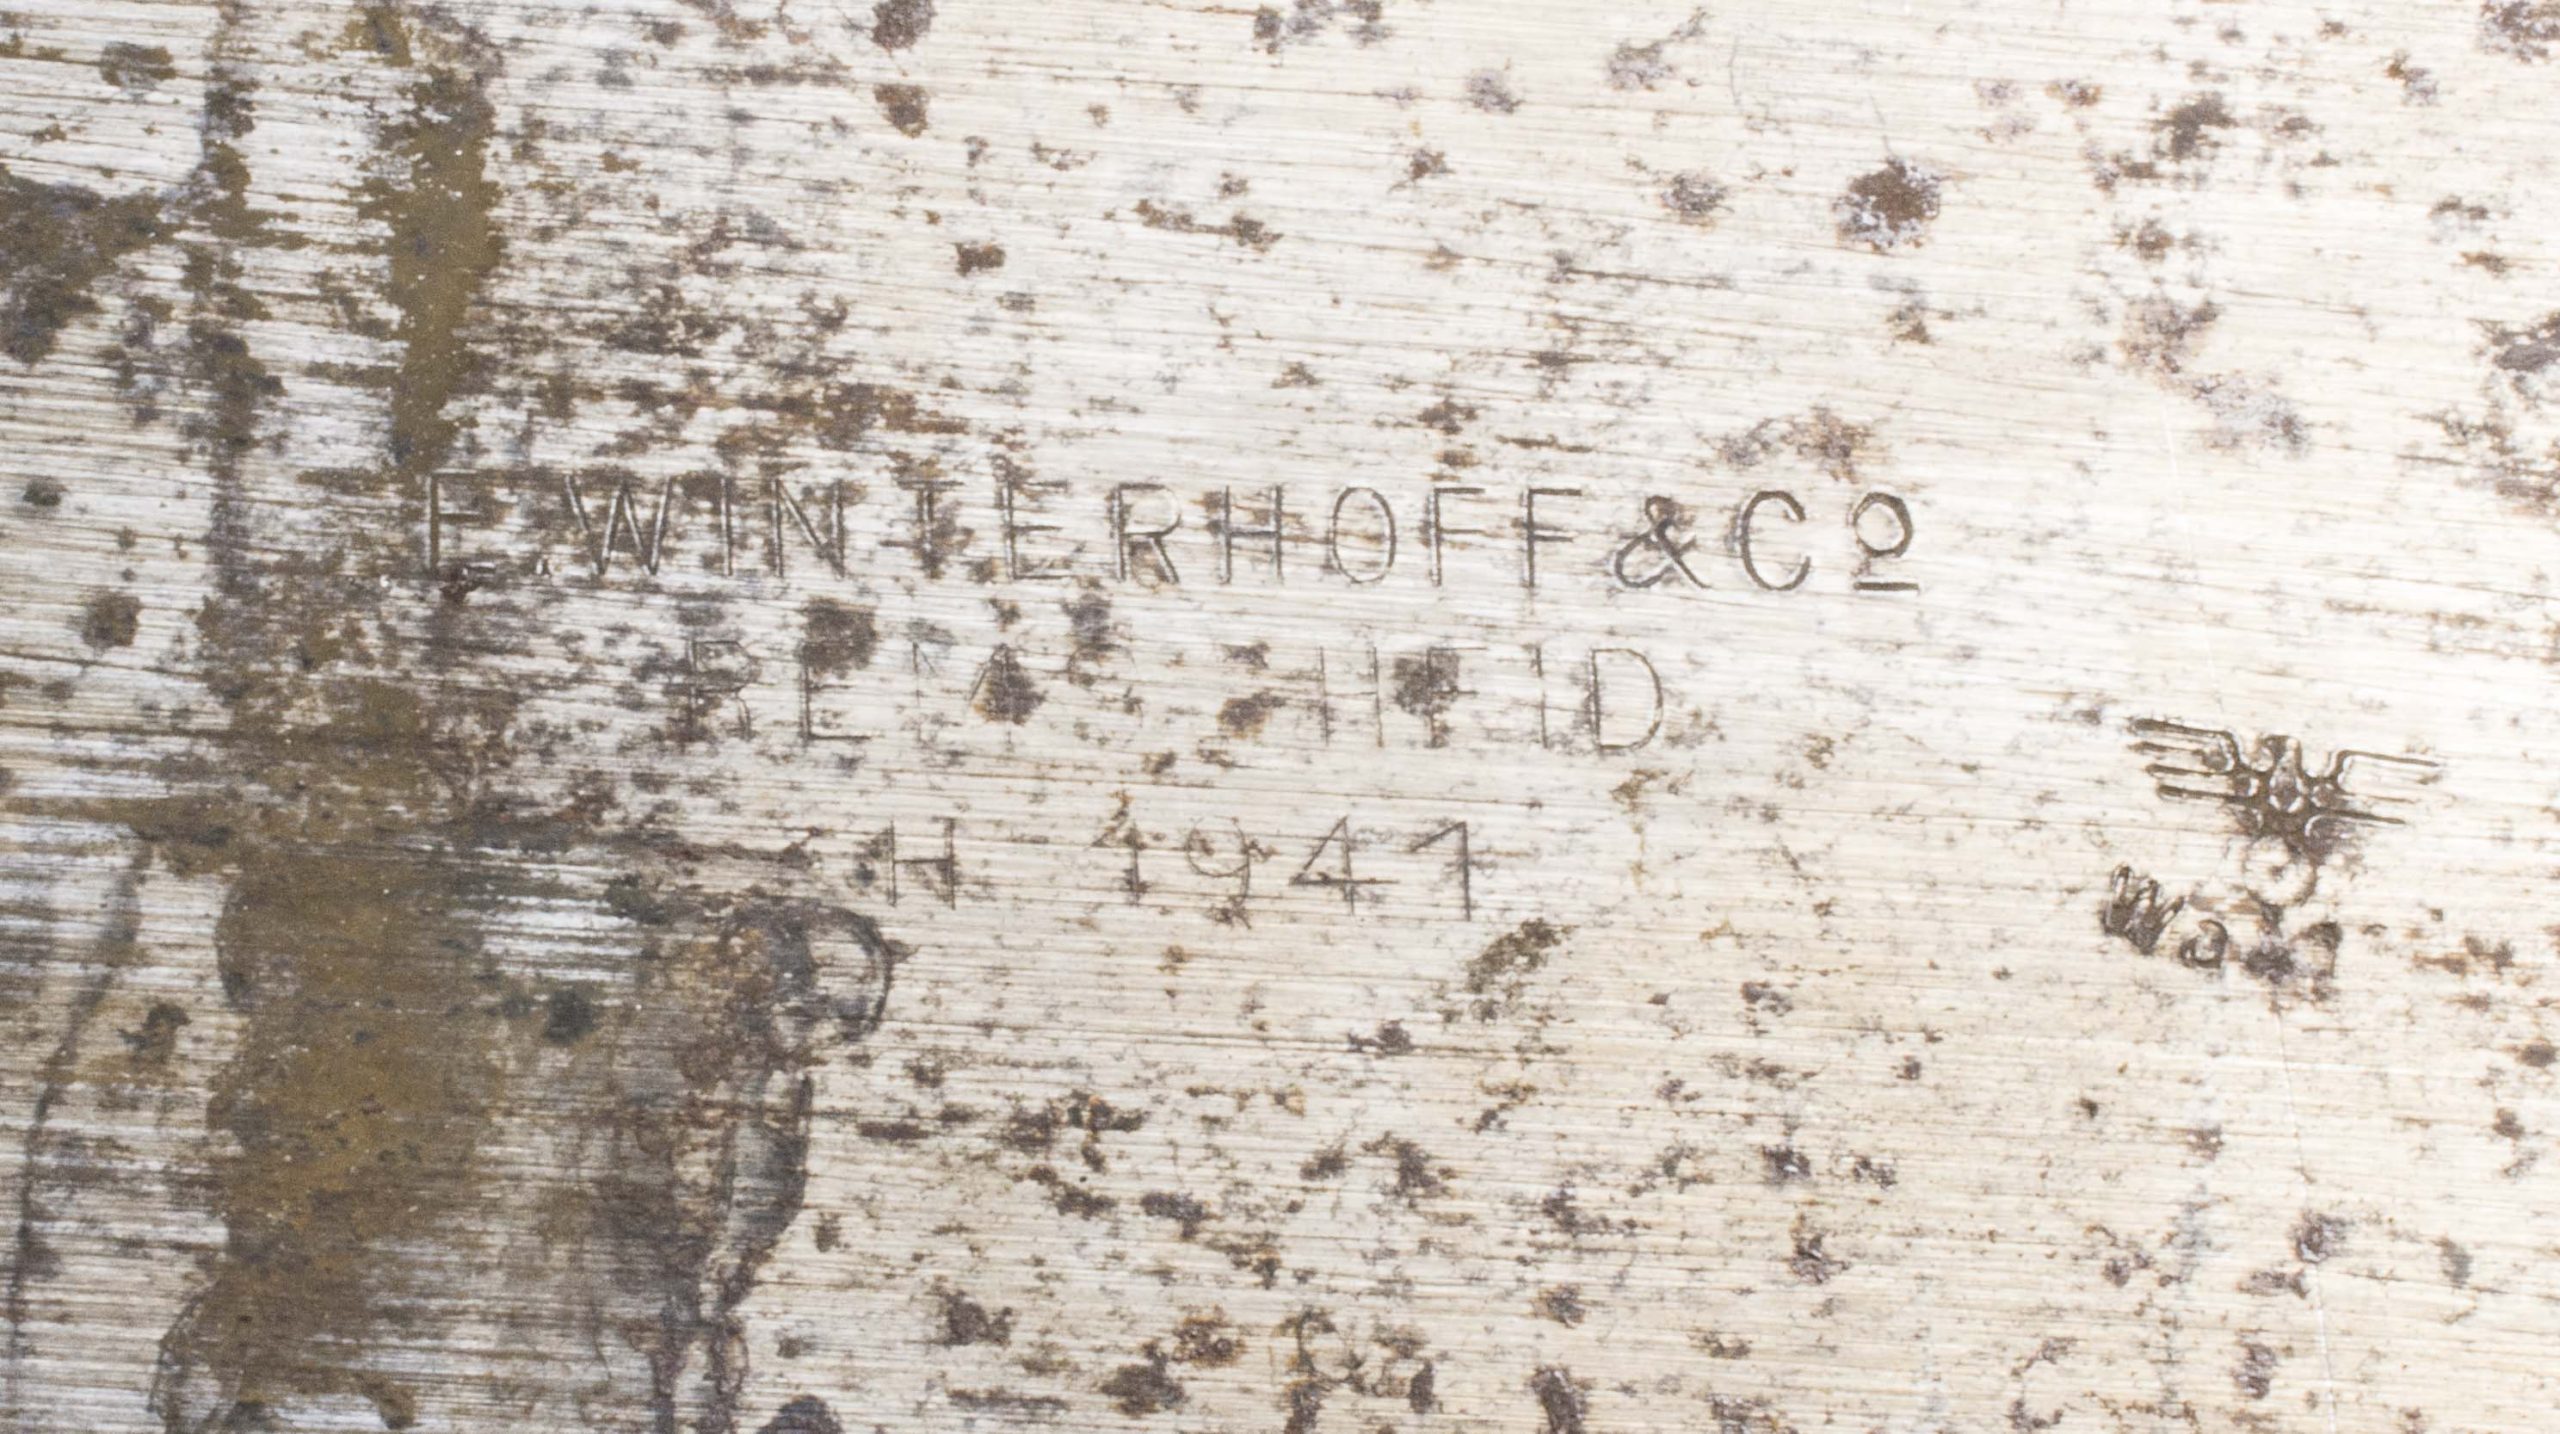 E.WINTERHOFF&Cº
REMSCHEID
H 1941